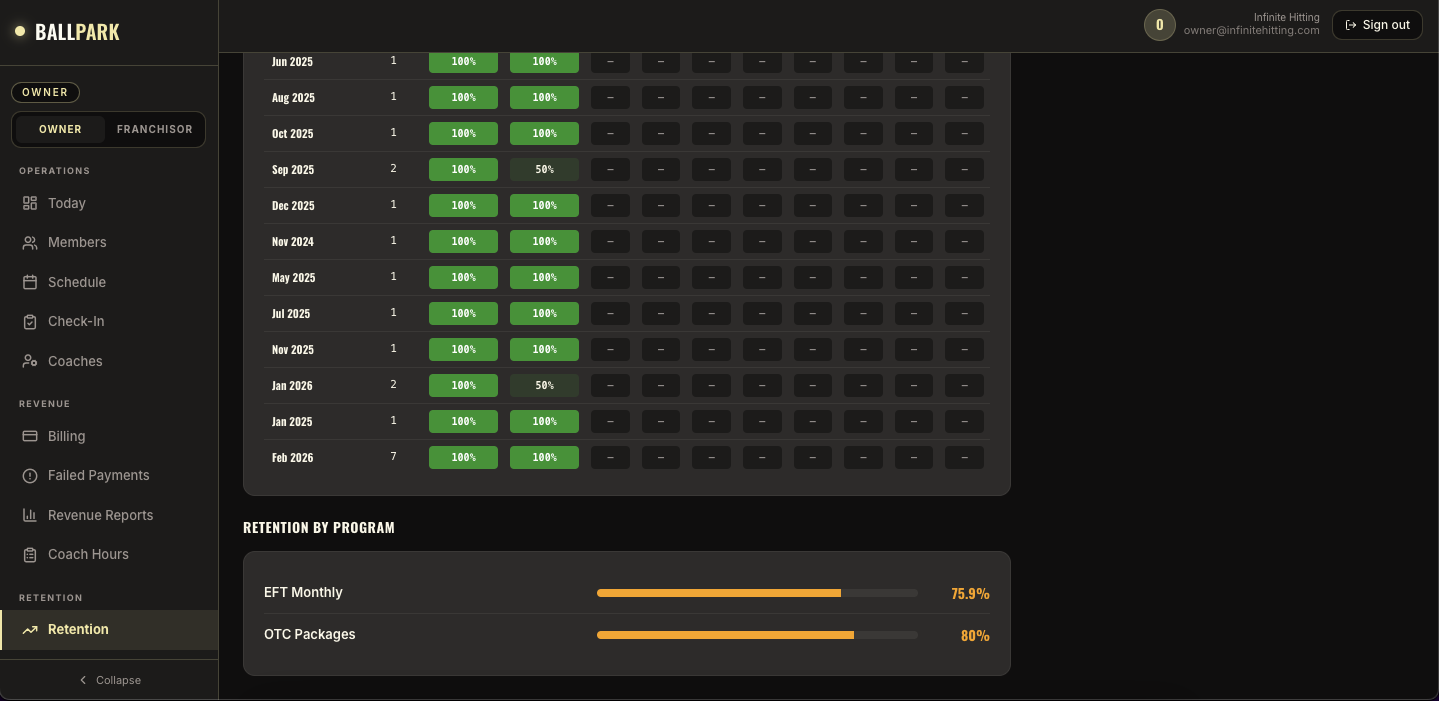 BALLPARK
0
Infinite Hitting
owner@infinitehitting.com
Sign out
OWNER
OWNER FRANCHISOR
OPERATIONS
Today
Members
Schedule
Check-In
Coaches
REVENUE
Billing
Failed Payments
Revenue Reports
Coach Hours
RETENTION
Retention
Collapse
Jun 2025 1 100% 100% – – – – – – – –
Aug 2025 1 100% 100% – – – – – – – –
Oct 2025 1 100% 100% – – – – – – – –
Sep 2025 2 100% 50% – – – – – – – –
Dec 2025 1 100% 100% – – – – – – – –
Nov 2024 1 100% 100% – – – – – – – –
May 2025 1 100% 100% – – – – – – – –
Jul 2025 1 100% 100% – – – – – – – –
Nov 2025 1 100% 100% – – – – – – – –
Jan 2026 2 100% 50% – – – – – – – –
Jan 2025 1 100% 100% – – – – – – – –
Feb 2026 7 100% 100% – – – – – – – –
RETENTION BY PROGRAM
EFT Monthly 75.9%
OTC Packages 80%